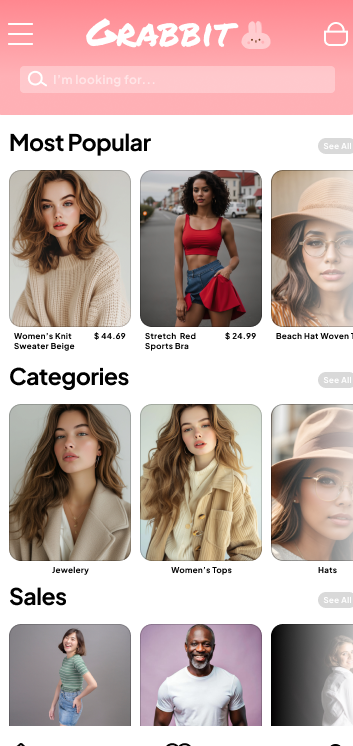 GRABBIT
I'm looking for...
Most Popular
See All
Women's Knit
Sweater Beige
$ 44.69
Stretch Red
Sports Bra
$ 24.99
Beach Hat Woven T
Categories
See All
Jewelery
Women's Tops
Hats
Sales
See All